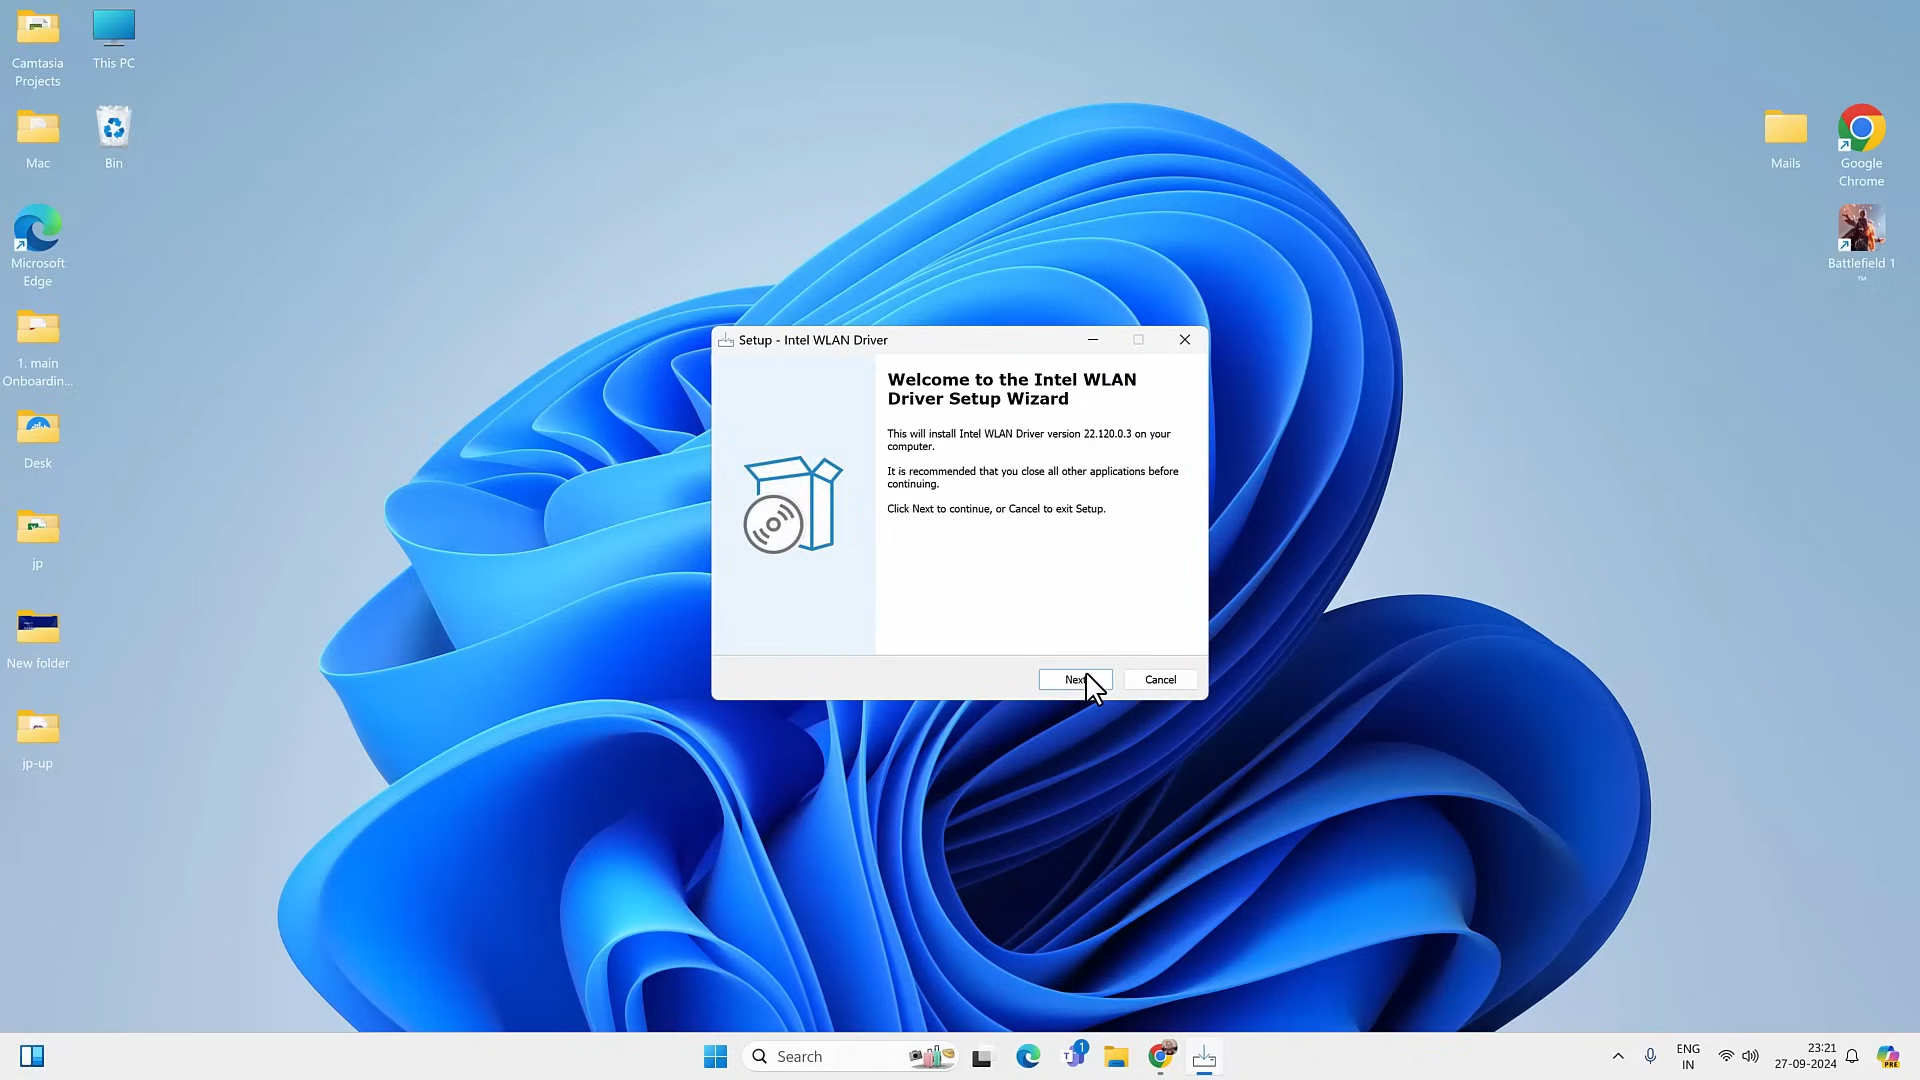 Camtasia
Projects
This PC
Mac
Bin
Microsoft
Edge
1. main
Onboardin...
Desk
jp
New folder
jp-up
Mails
Google
Chrome
Battlefield 1
™
Setup - Intel WLAN Driver
Welcome to the Intel WLAN
Driver Setup Wizard
This will install Intel WLAN Driver version 22.120.0.3 on your
computer.
It is recommended that you close all other applications before
continuing.
Click Next to continue, or Cancel to exit Setup.
Next
Cancel
Search
1
ENG
IN
23:21
27-09-2024
PRE